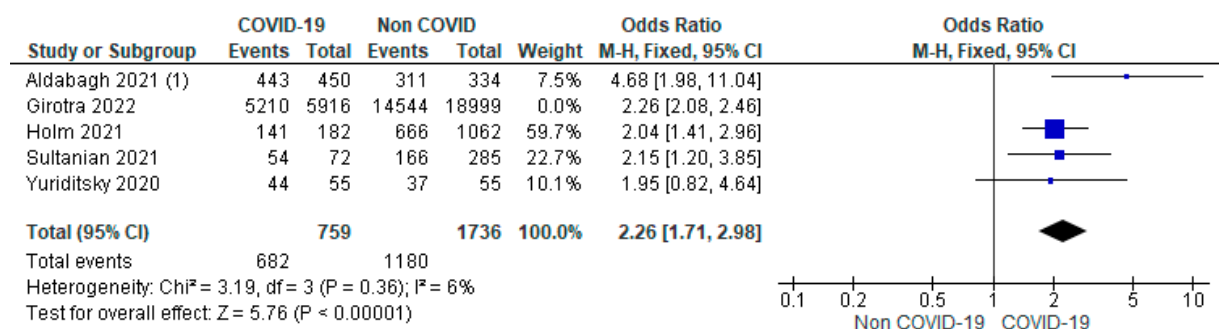 COVID-19 Non COVID Odds Ratio Odds Ratio
Study or Subgroup Events Total Events Total Weight M-H, Fixed, 95% CI M-H, Fixed, 95% CI
Aldabagh 2021 (1) 443 450 311 334 7.5% 4.68 [1.98, 11.04]
Girotra 2022 5210 5916 14544 18999 0.0% 2.26 [2.08, 2.46]
Holm 2021 141 182 666 1062 59.7% 2.04 [1.41, 2.96]
Sultanian 2021 54 72 166 285 22.7% 2.15 [1.20, 3.85]
Yuriditsky 2020 44 55 37 55 10.1% 1.95 [0.82, 4.64]
Total (95% CI) 759 1736 100.0% 2.26 [1.71, 2.98]
Total events 682 1180
Heterogeneity: Chi² = 3.19, df = 3 (P = 0.36); I² = 6%
Test for overall effect: Z = 5.76 (P < 0.00001)
0.1 0.2 0.5 1 2 5 10
Non COVID-19 COVID-19